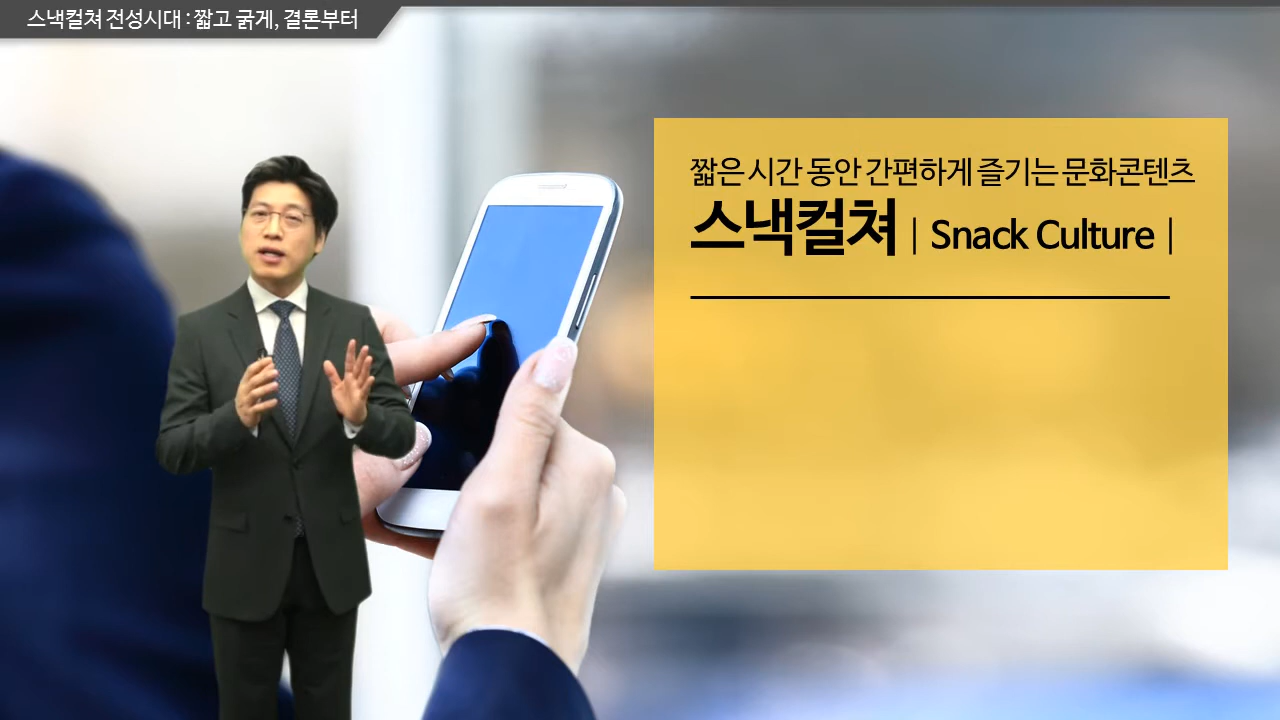 스낵컬쳐 전성시대 : 짧고 굵게, 결론부터
짧은 시간 동안 간편하게 즐기는 문화콘텐츠
스낵컬쳐 | Snack Culture |